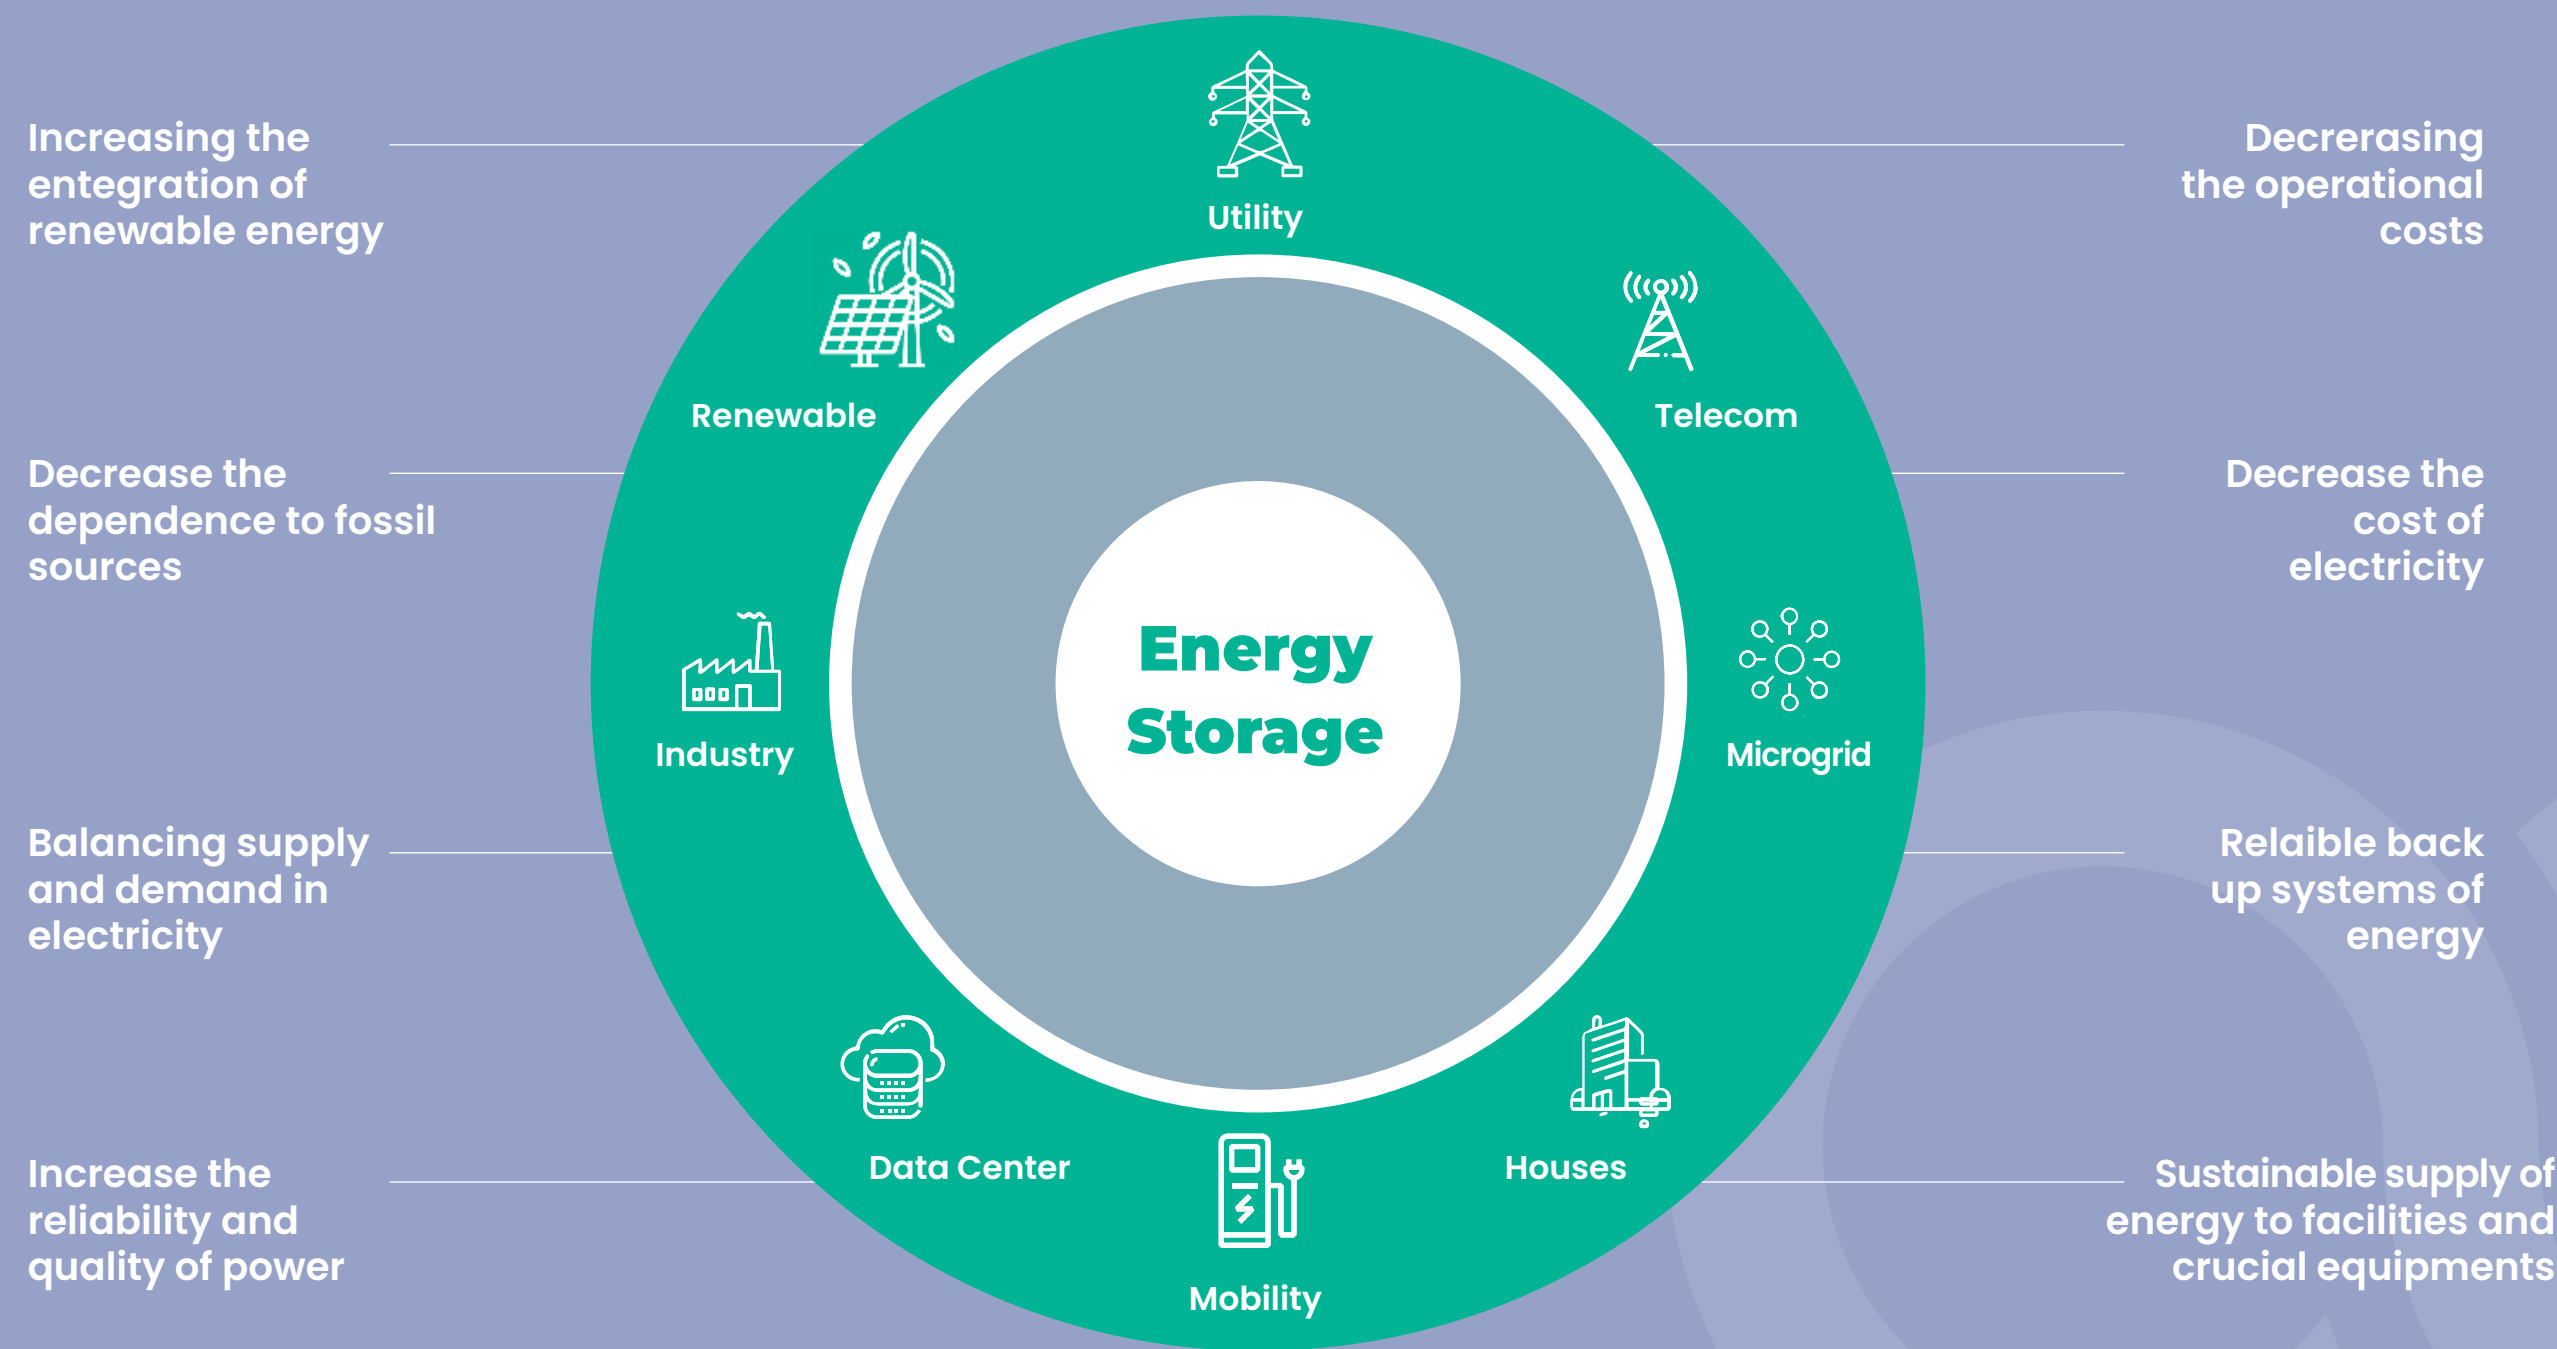 Increasing the
entegration of
renewable energy
Decrease the
dependence to fossil
sources
Balancing supply
and demand in
electricity
Increase the
reliability and
quality of power
Utility
Renewable
Telecom
Energy
Storage
Industry
Microgrid
Data Center
Houses
Mobility
Decrerasing
the operational
costs
Decrease the
cost of
electricity
Relaible back
up systems of
energy
Sustainable supply of
energy to facilities and
crucial equipments